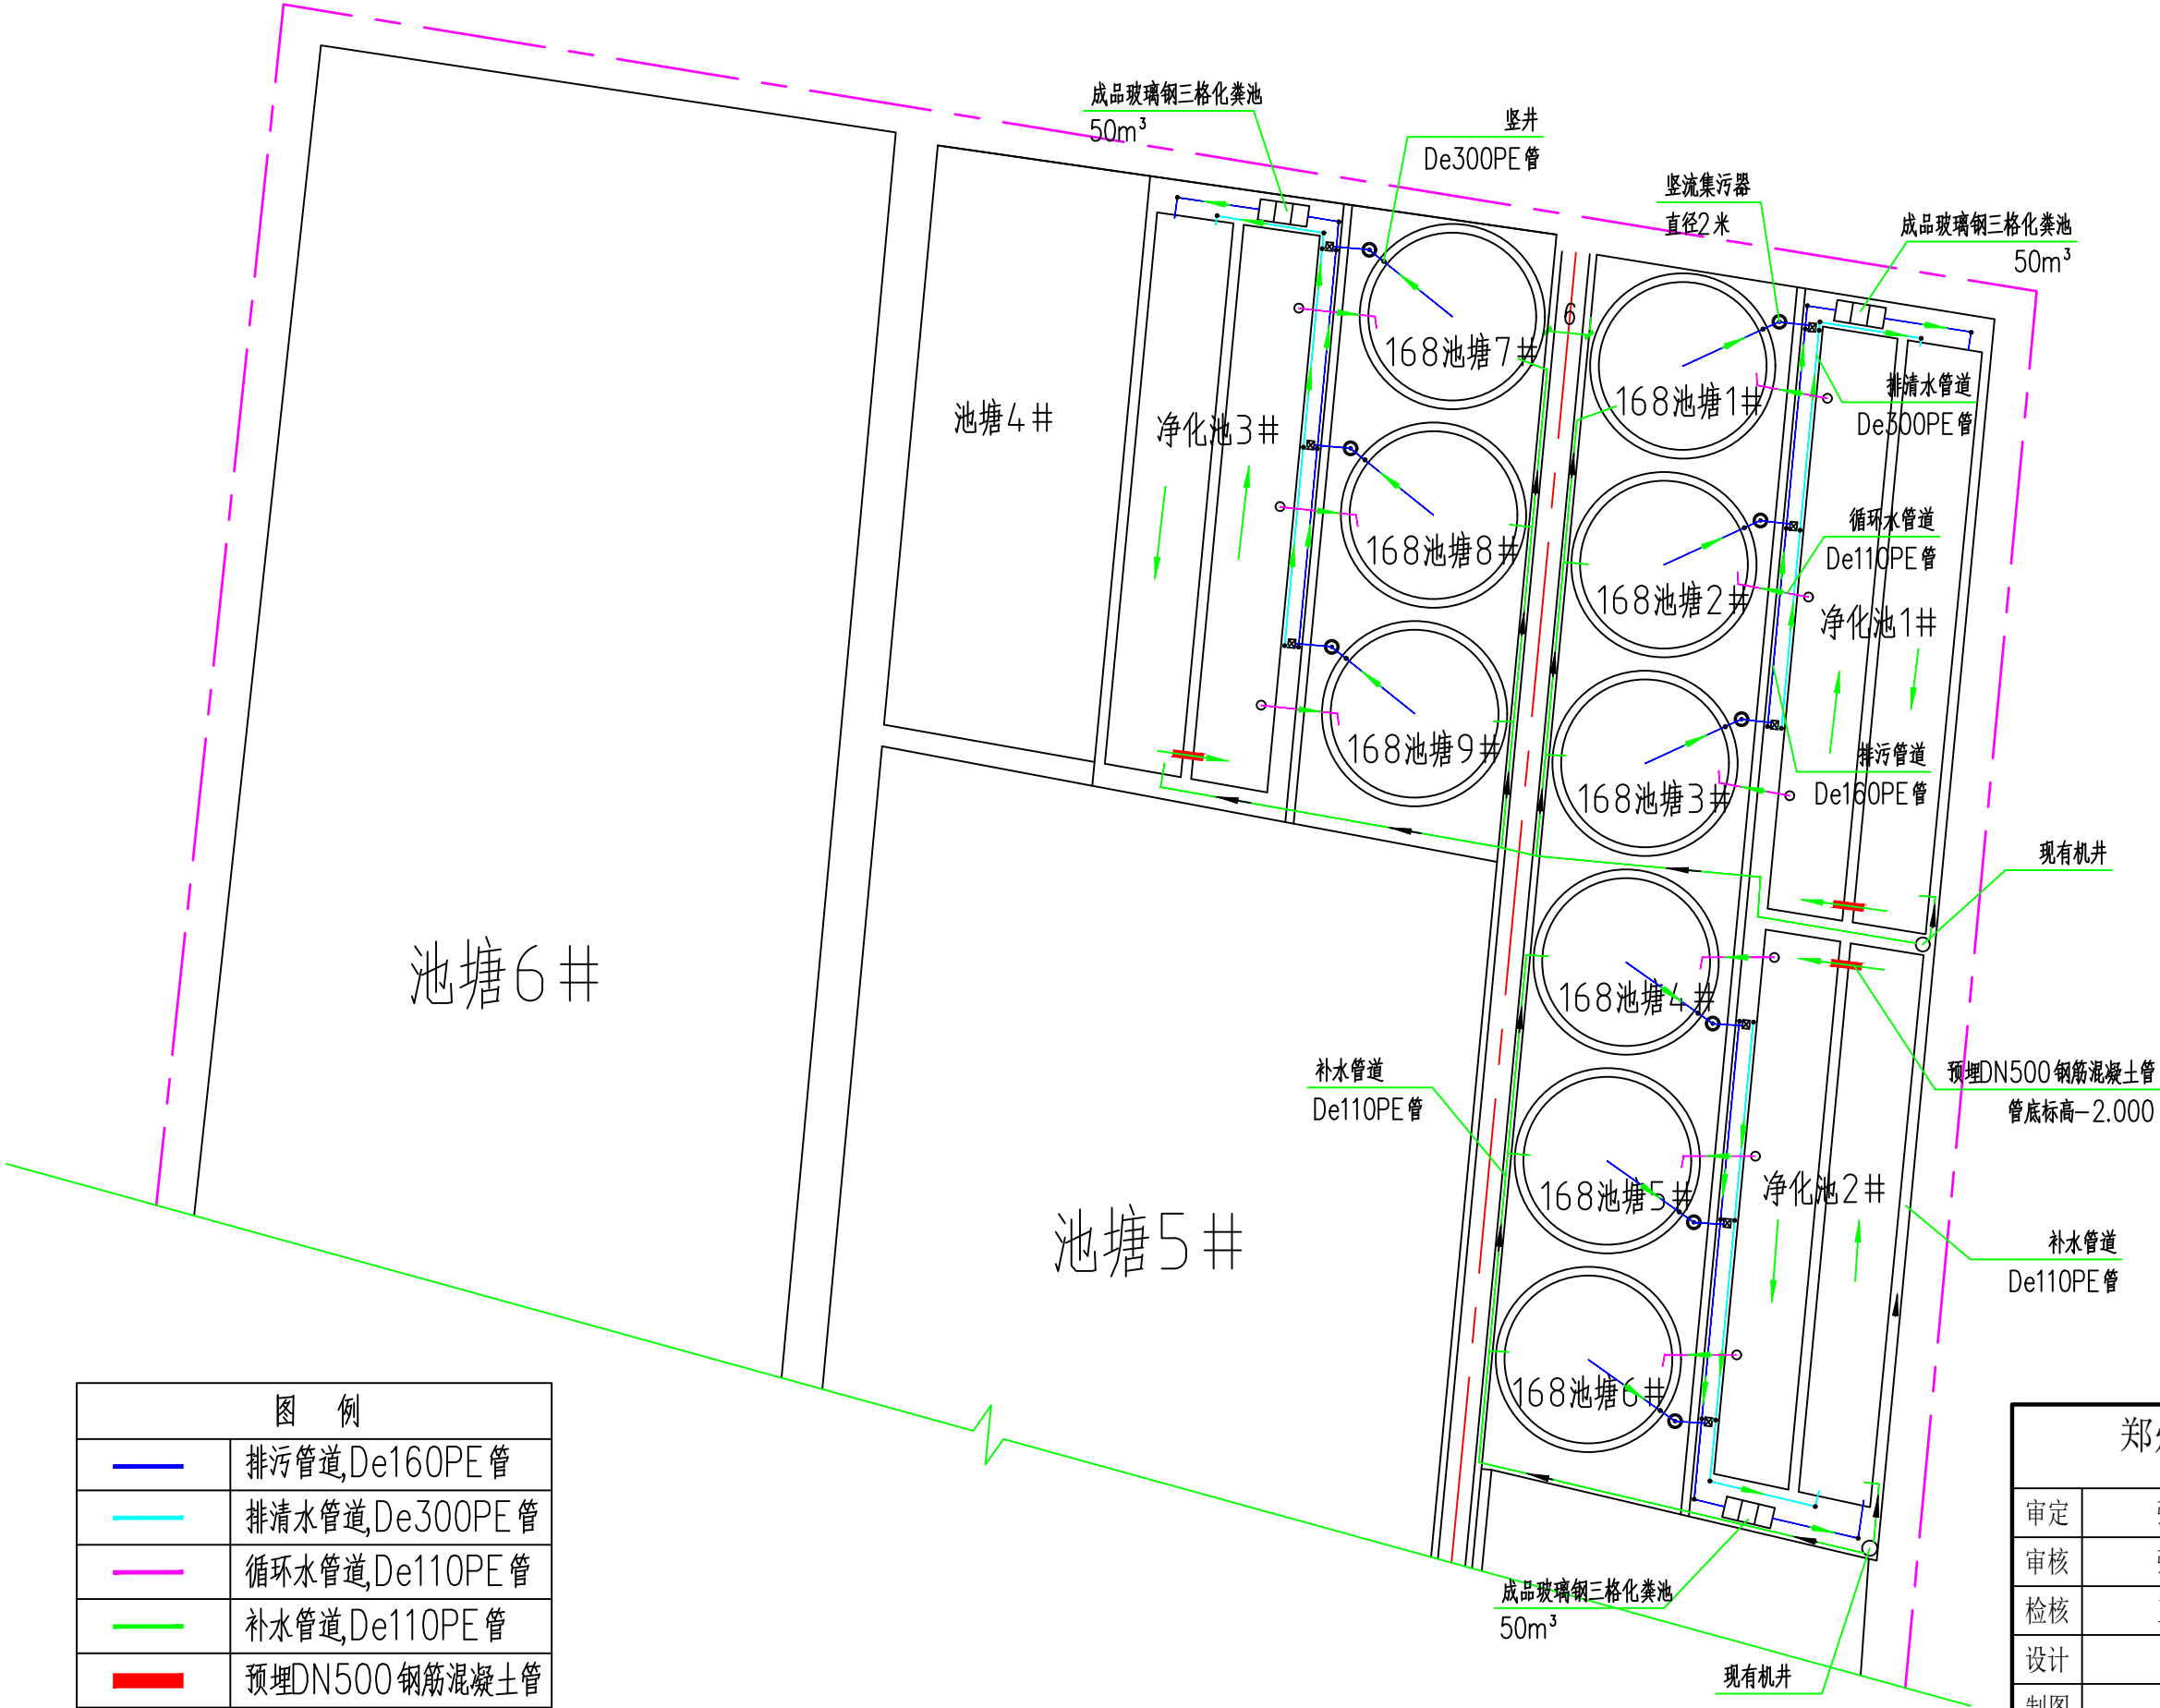 成品玻璃钢三格化粪池
50m³
竖井
De300PE管
竖流集污器
直径2米
成品玻璃钢三格化粪池
50m³
6
168池塘7#
168池塘1#
排清水管道
De300PE管
池塘4#
净化池3#
168池塘8#
168池塘2#
循环水管道
De110PE管
净化池1#
168池塘9#
168池塘3#
排污管道
De160PE管
现有机井
池塘6#
168池塘4#
补水管道
De110PE管
预埋DN500钢筋混凝土管
管底标高-2.000
168池塘5#
净化池2#
池塘5#
补水管道
De110PE管
168池塘6#
成品玻璃钢三格化粪池
50m³
现有机井
图 例
排污管道,De160PE管
排清水管道,De300PE管
循环水管道,De110PE管
补水管道,De110PE管
预埋DN500钢筋混凝土管
审定
审核
检核
设计
制图